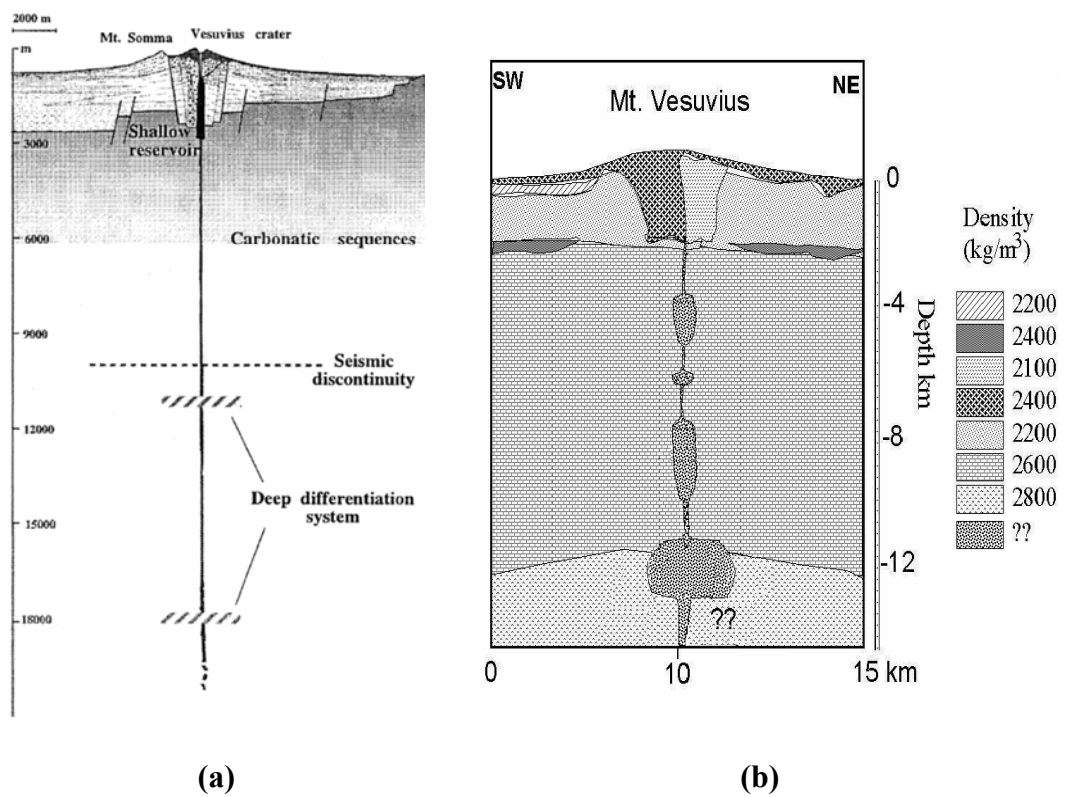 2000 m
Mt. Somma
Vesuvius crater
m
Shallow
reservoir
3000
6000
Carbonatic sequences
9000
Seismic
discontinuity
12000
Deep differentiation
system
15000
18000
(a)
SW
NE
Mt. Vesuvius
0
-4
-8
-12
Depth km
??
0
10
15 km
Density
(kg/m³)
2200
2400
2100
2400
2200
2600
2800
??
(b)